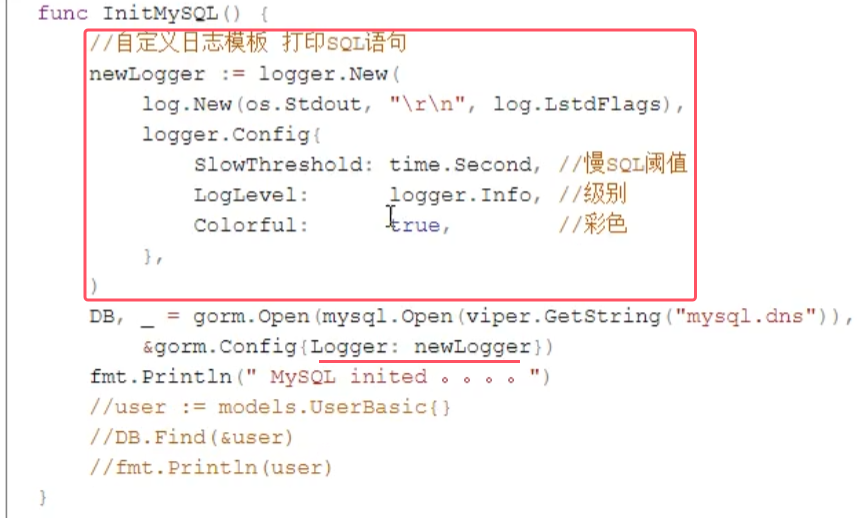 func InitMySQL() {
    //自定义日志模板 打印SQL语句
    newLogger := logger.New(
        log.New(os.Stdout, "\r\n", log.LstdFlags),
        logger.Config{
            SlowThreshold: time.Second, //慢SQL阈值
            LogLevel:      logger.Info, //级别
            Colorful:      true,        //彩色
        },
    )
    DB, _ = gorm.Open(mysql.Open(viper.GetString("mysql.dns")),
        &gorm.Config{Logger: newLogger})
    fmt.Println(" MySQL inited 。。。。")
    //user := models.UserBasic{}
    //DB.Find(&user)
    //fmt.Println(user)
}